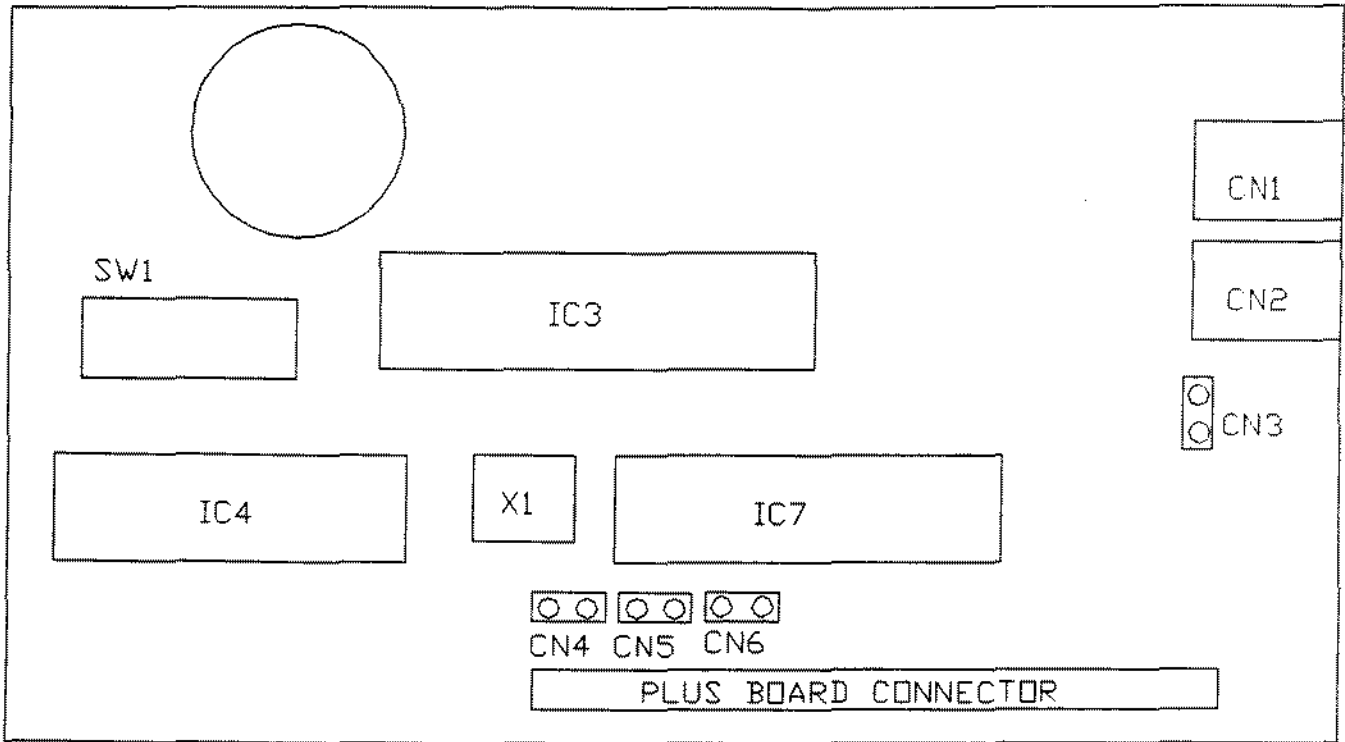 CN1
SW1
IC3
CN2
CN3
IC4
X1
IC7
CN4 CN5 CN6
PLUS BOARD CONNECTOR